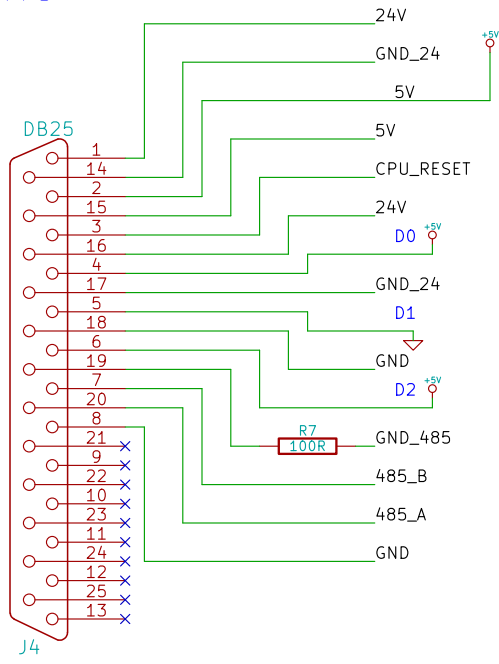 24V
GND_24
+5V
5V
DB25
5V
1
14
CPU_RESET
2
15
24V
3
D0 +5V
16
4
17 GND_24
5 D1
18
6 GND
19 D2 +5V
7
20
8 R7
21 100R GND_485
9
22 485_B
10
23 485_A
11
24 GND
12
25
13
J4